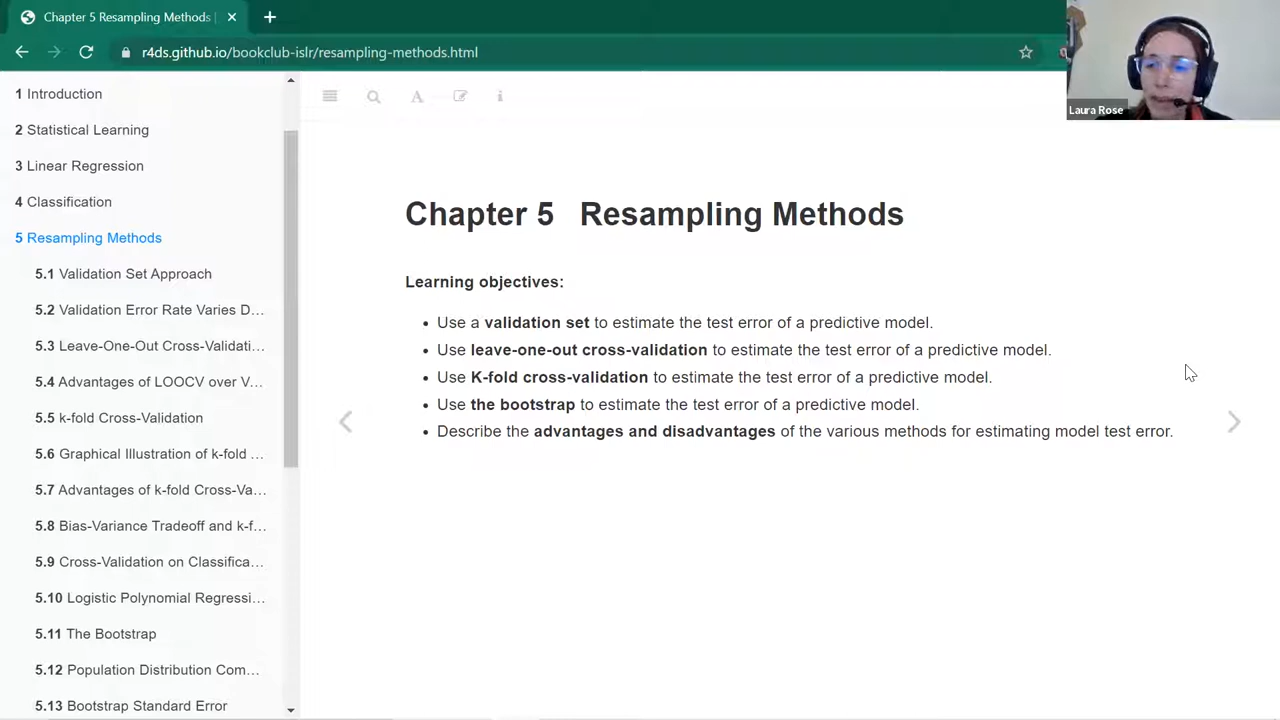 Chapter 5 Resampling Methods |
r4ds.github.io/bookclub-islr/resampling-methods.html
Laura Rose
1 Introduction
2 Statistical Learning
3 Linear Regression
4 Classification
5 Resampling Methods
5.1 Validation Set Approach
5.2 Validation Error Rate Varies D...
5.3 Leave-One-Out Cross-Validati...
5.4 Advantages of LOOCV over V...
5.5 k-fold Cross-Validation
5.6 Graphical Illustration of k-fold ...
5.7 Advantages of k-fold Cross-Va...
5.8 Bias-Variance Tradeoff and k-f...
5.9 Cross-Validation on Classifica...
5.10 Logistic Polynomial Regressi...
5.11 The Bootstrap
5.12 Population Distribution Com...
5.13 Bootstrap Standard Error
Chapter 5 Resampling Methods
Learning objectives:
• Use a validation set to estimate the test error of a predictive model.
• Use leave-one-out cross-validation to estimate the test error of a predictive model.
• Use K-fold cross-validation to estimate the test error of a predictive model.
• Use the bootstrap to estimate the test error of a predictive model.
• Describe the advantages and disadvantages of the various methods for estimating model test error.